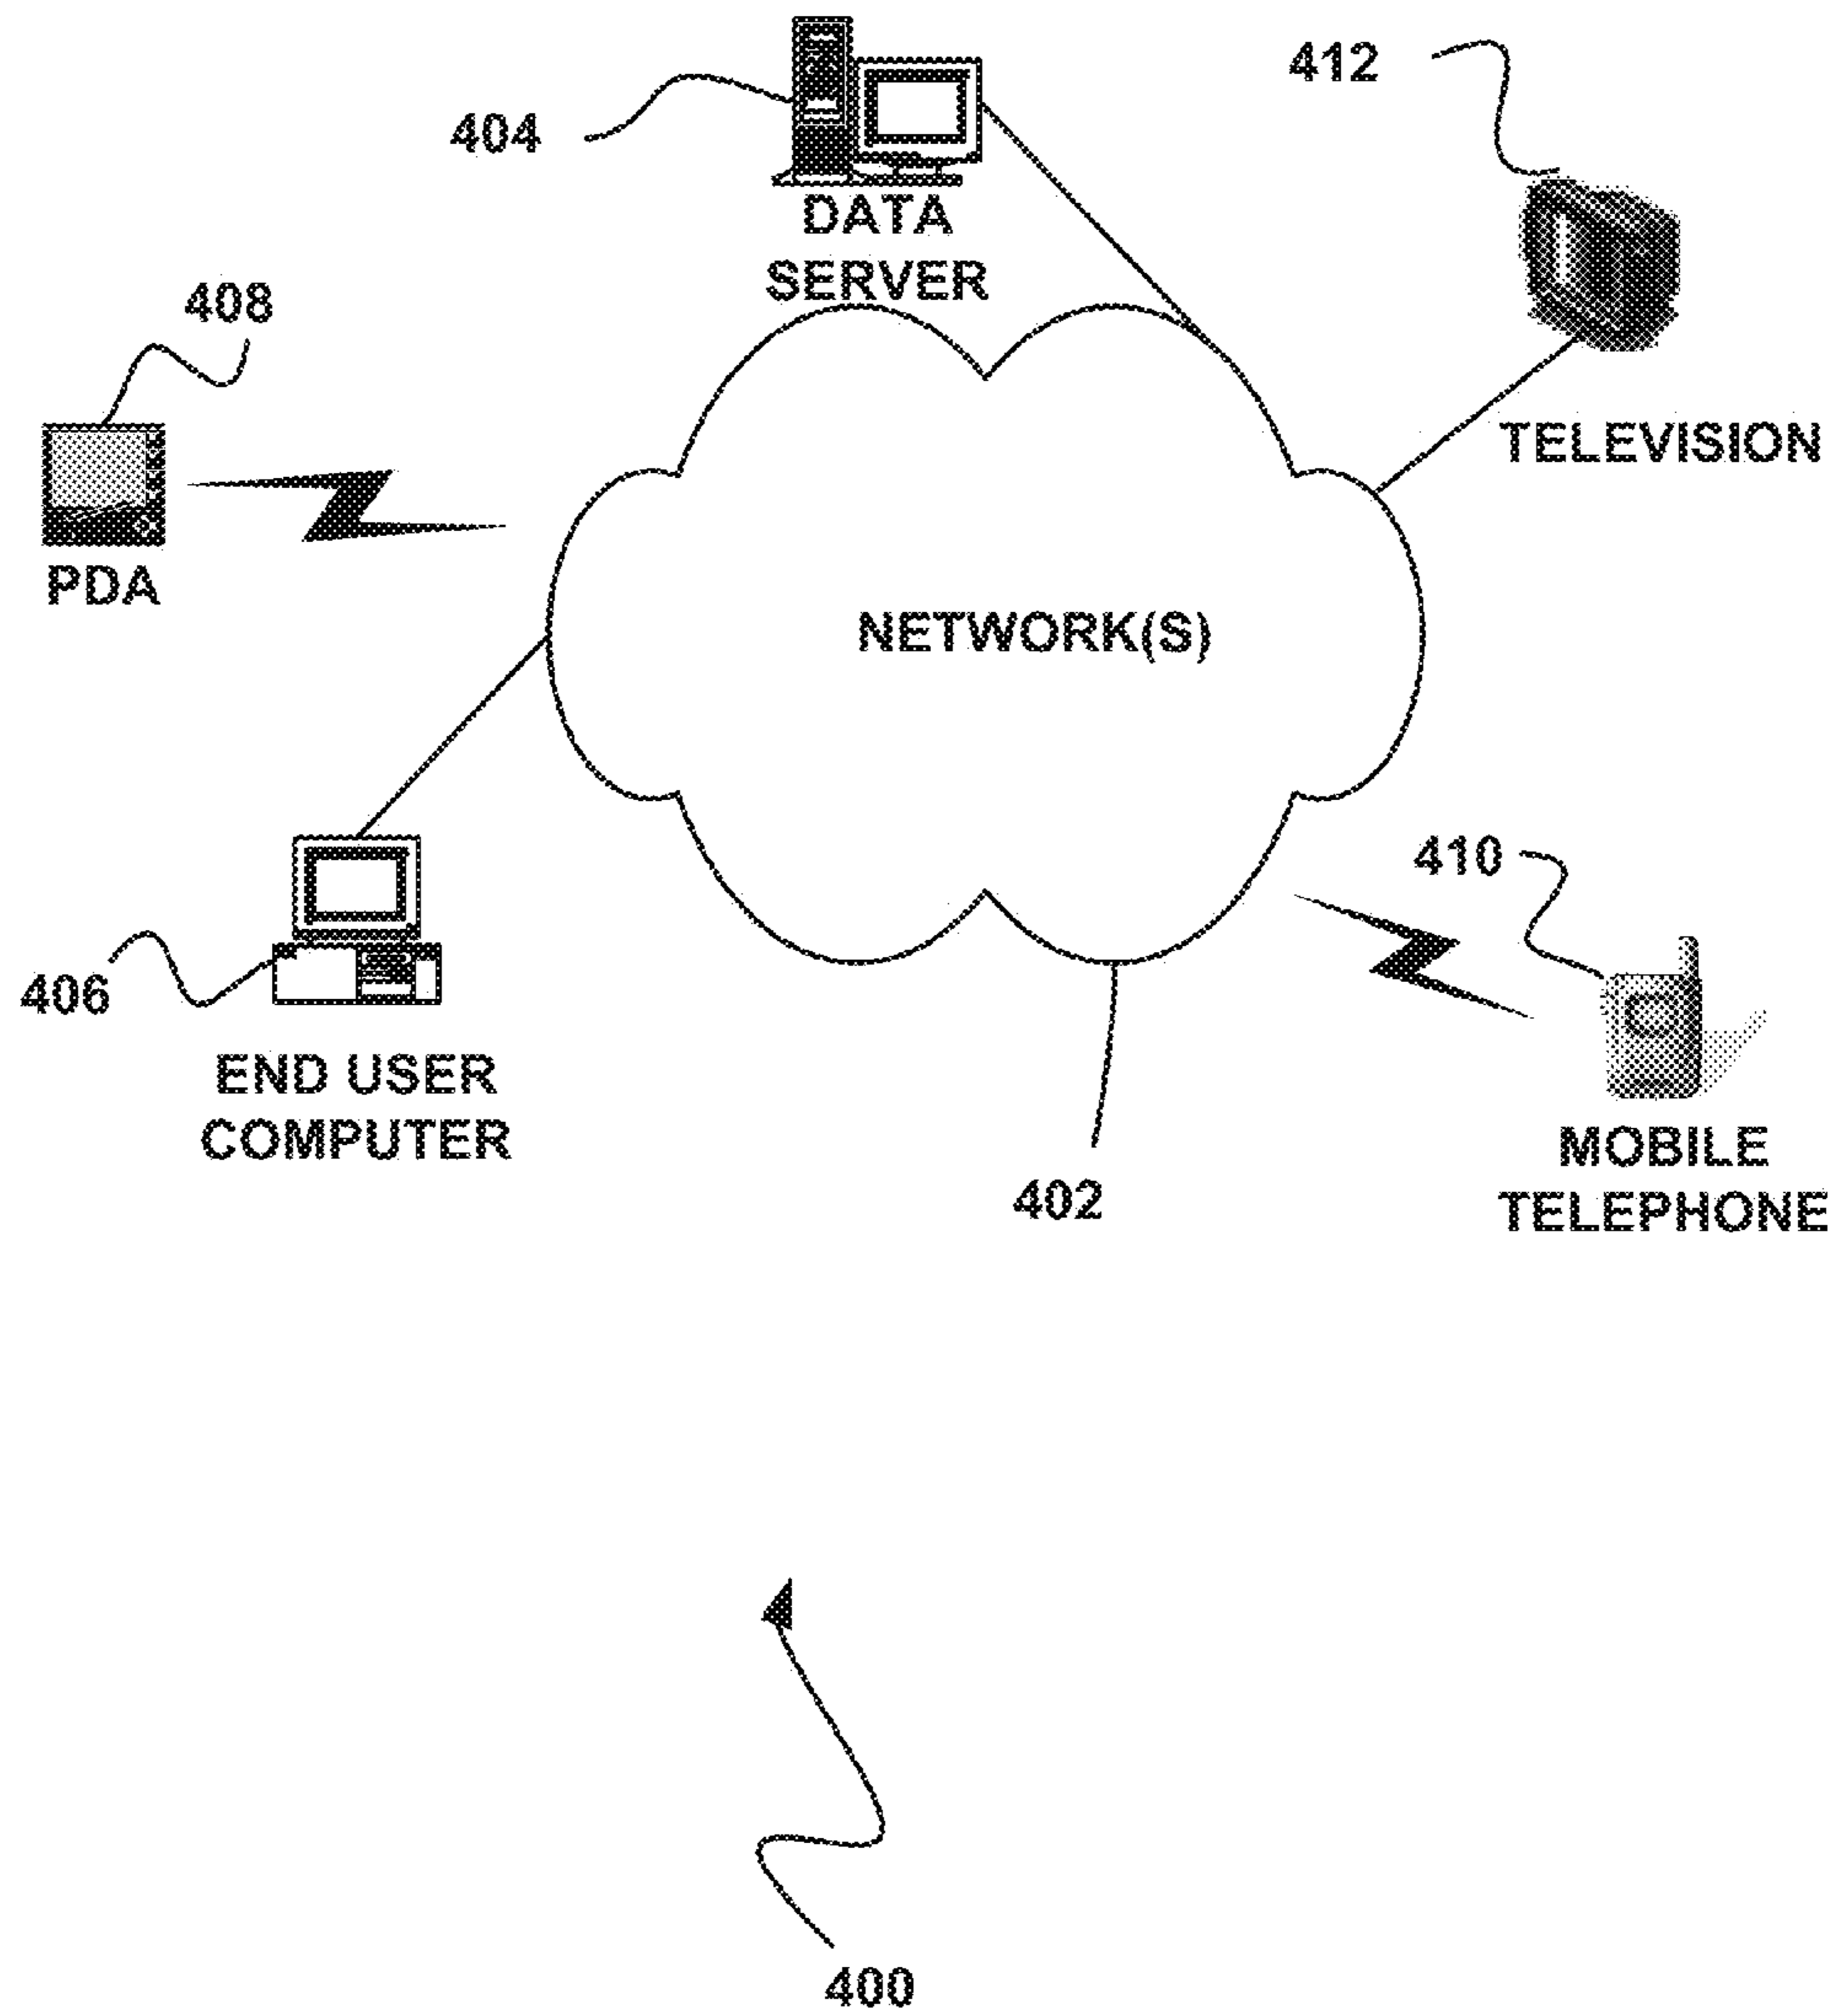 412
404
DATA
SERVER
408
TELEVISION
PDA
NETWORK(S)
410
406
END USER
COMPUTER
MOBILE
TELEPHONE
402
400